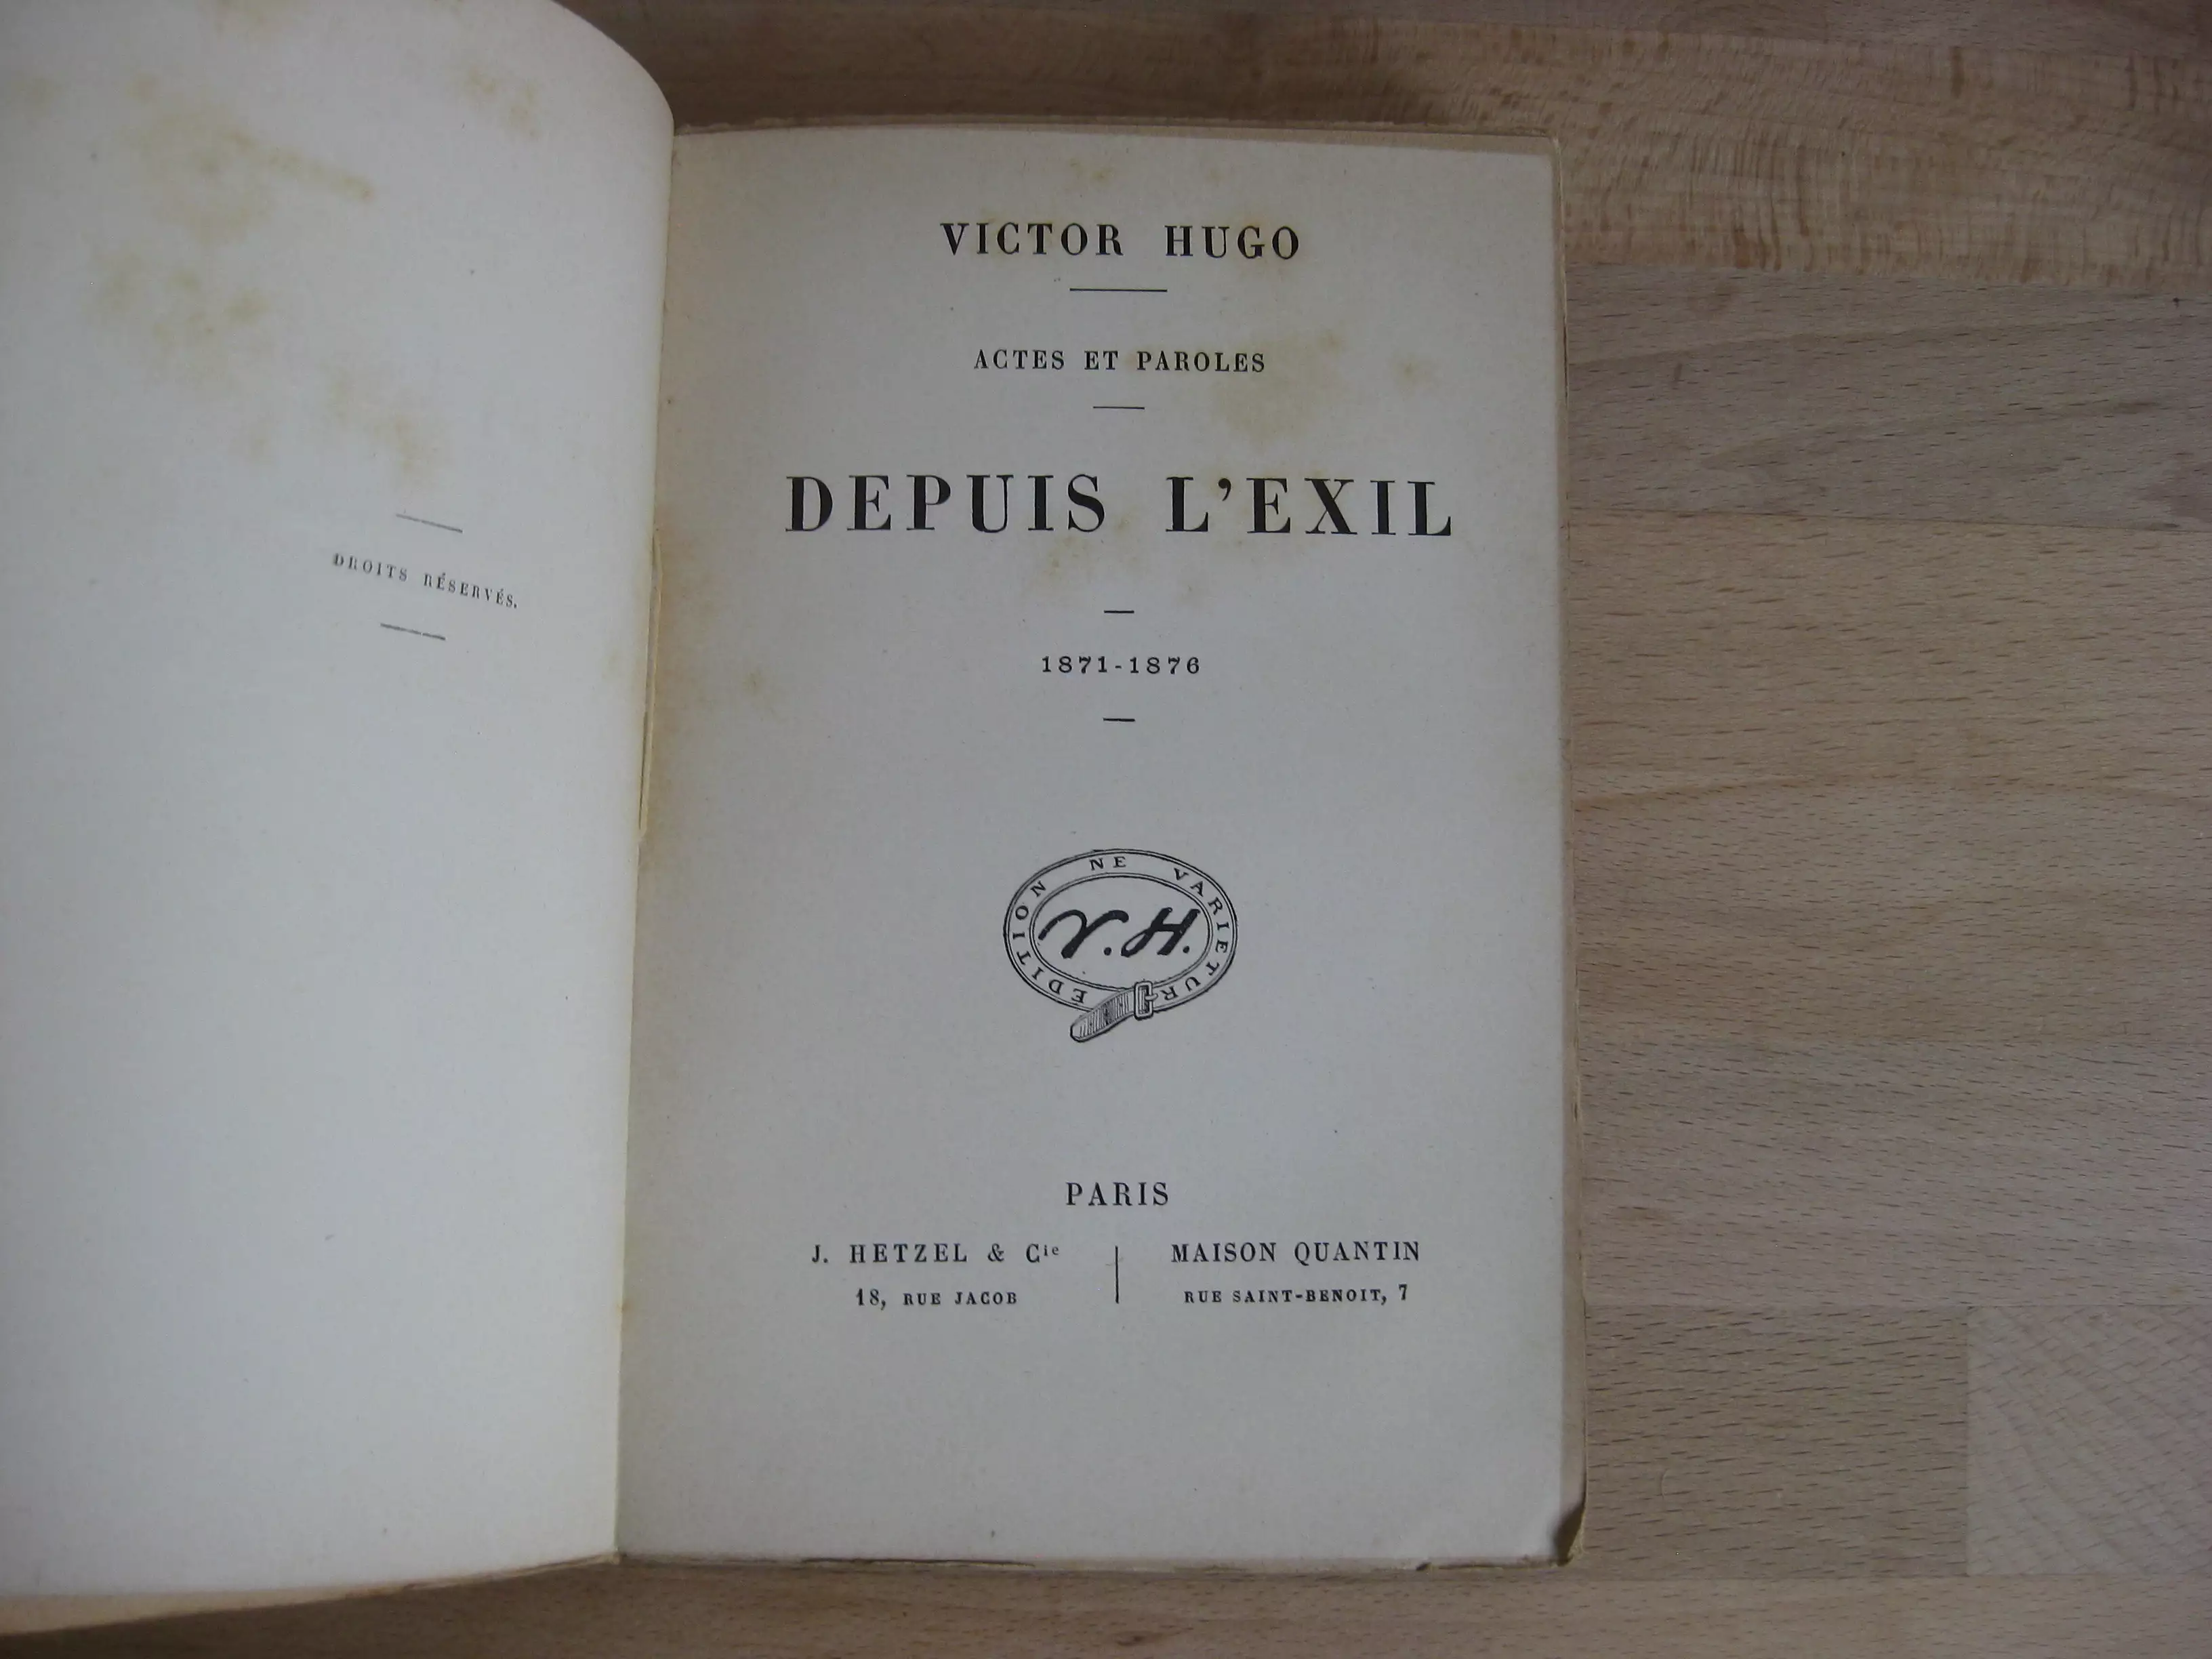 DROITS RÉSERVÉS.
VICTOR HUGO
ACTES ET PAROLES
DEPUIS L'EXIL
1871-1876
EDITION NE VARIETUR
V.H.
PARIS
J. HETZEL & Cie
18, RUE JACOB
MAISON QUANTIN
RUE SAINT-BENOIT, 7